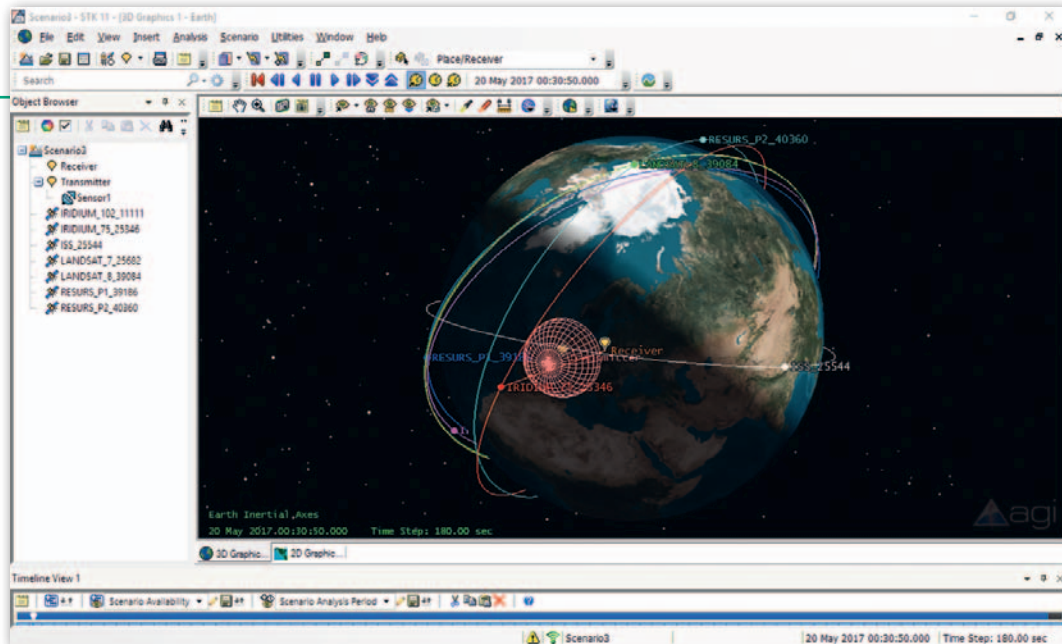 Scenario3 - STK 11 - [3D Graphics 1 - Earth]
File Edit View Insert Analysis Scenario Utilities Window Help
Place/Receiver
Search
20 May 2017 00:30:50.000
Object Browser
Scenario3
Receiver
Transmitter
Sensor1
IRIDIUM_102_11111
IRIDIUM_75_25346
ISS_25544
LANDSAT_7_25682
LANDSAT_8_39084
RESURS_P1_39186
RESURS_P2_40360
RESURS_P2_40360
Receiver
IRIDIUM_75_25346
ISS_25544
Earth Inertial Axes
20 May 2017 00:30:50.000 Time Step: 180.00 sec
agi
3D Graphic... 2D Graphic...
Timeline View 1
Scenario Availability Scenario Analysis Period
Scenario3 20 May 2017 00:30:50.000 Time Step: 180.00 sec